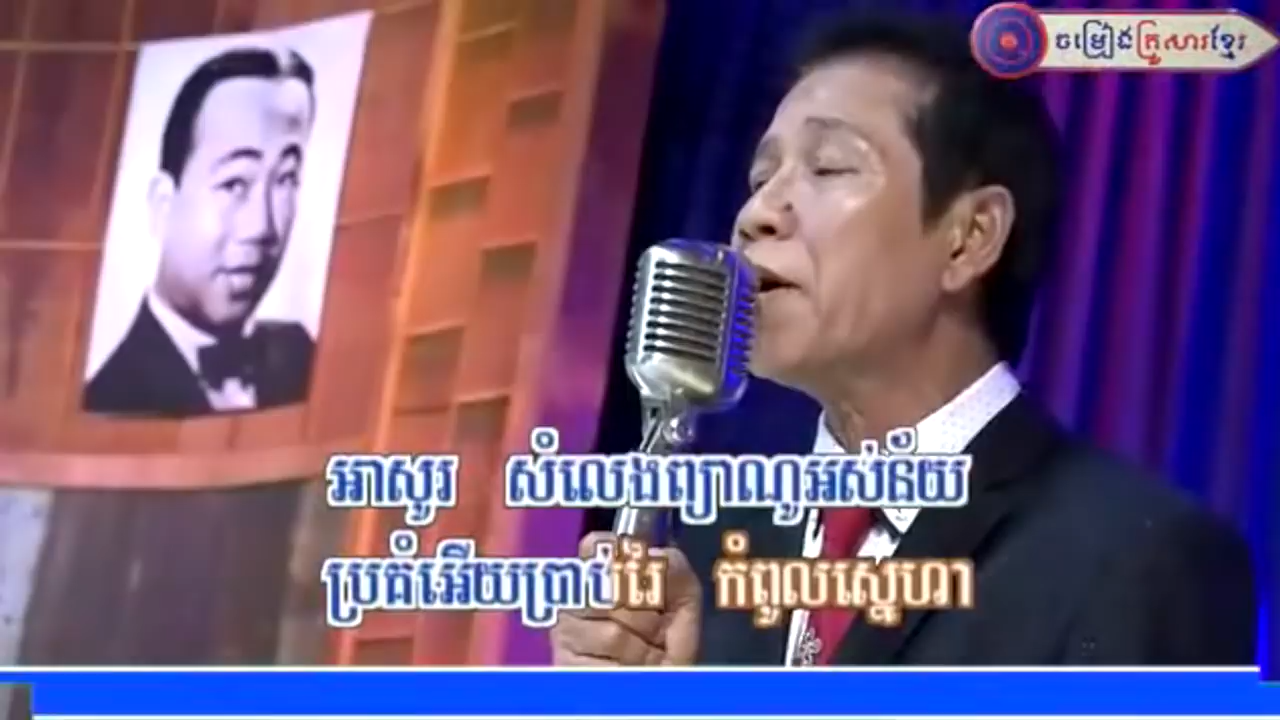 ចម្រៀងគ្រួសារខ្មែរ
អាសូរ សំលេងព្យាណូអស់ន័យ
ប្រគំអើយប្រាប់រៃ កំពូលស្នេហា